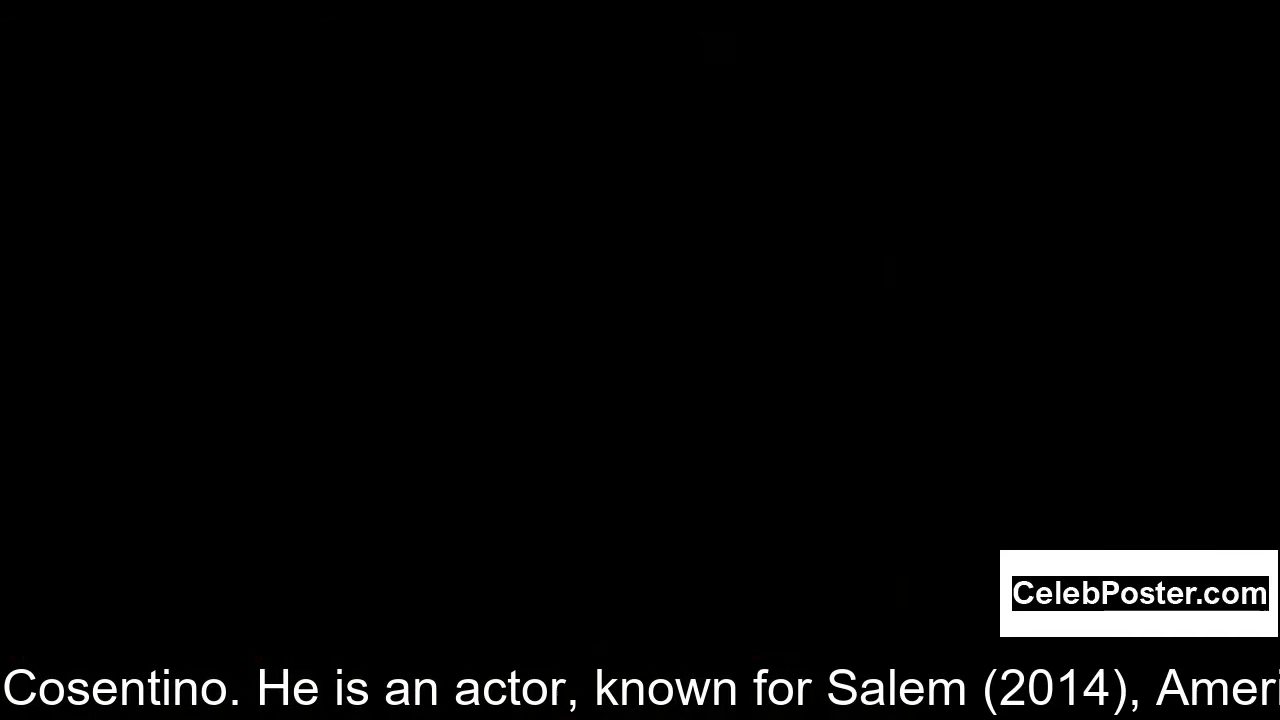 CelebPoster.com
Cosentino. He is an actor, known for Salem (2014), Ameri